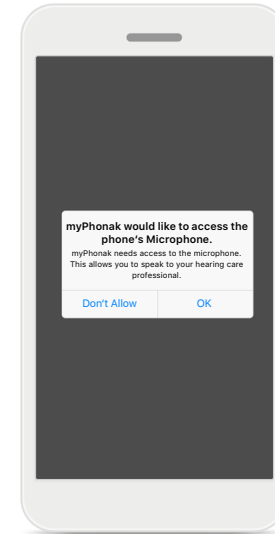 myPhonak would like to access the
phone's Microphone.
myPhonak needs access to the microphone.
This allows you to speak to your hearing care
professional.
Don't Allow
OK